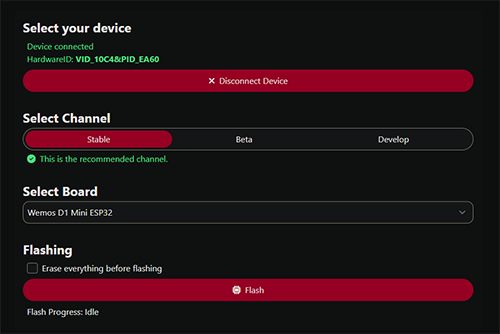 Select your device
Device connected
HardwareID: VID_10C4&PID_EA60
Disconnect Device
Select Channel
Stable Beta Develop
This is the recommended channel.
Select Board
Wemos D1 Mini ESP32
Flashing
Erase everything before flashing
Flash
Flash Progress: Idle